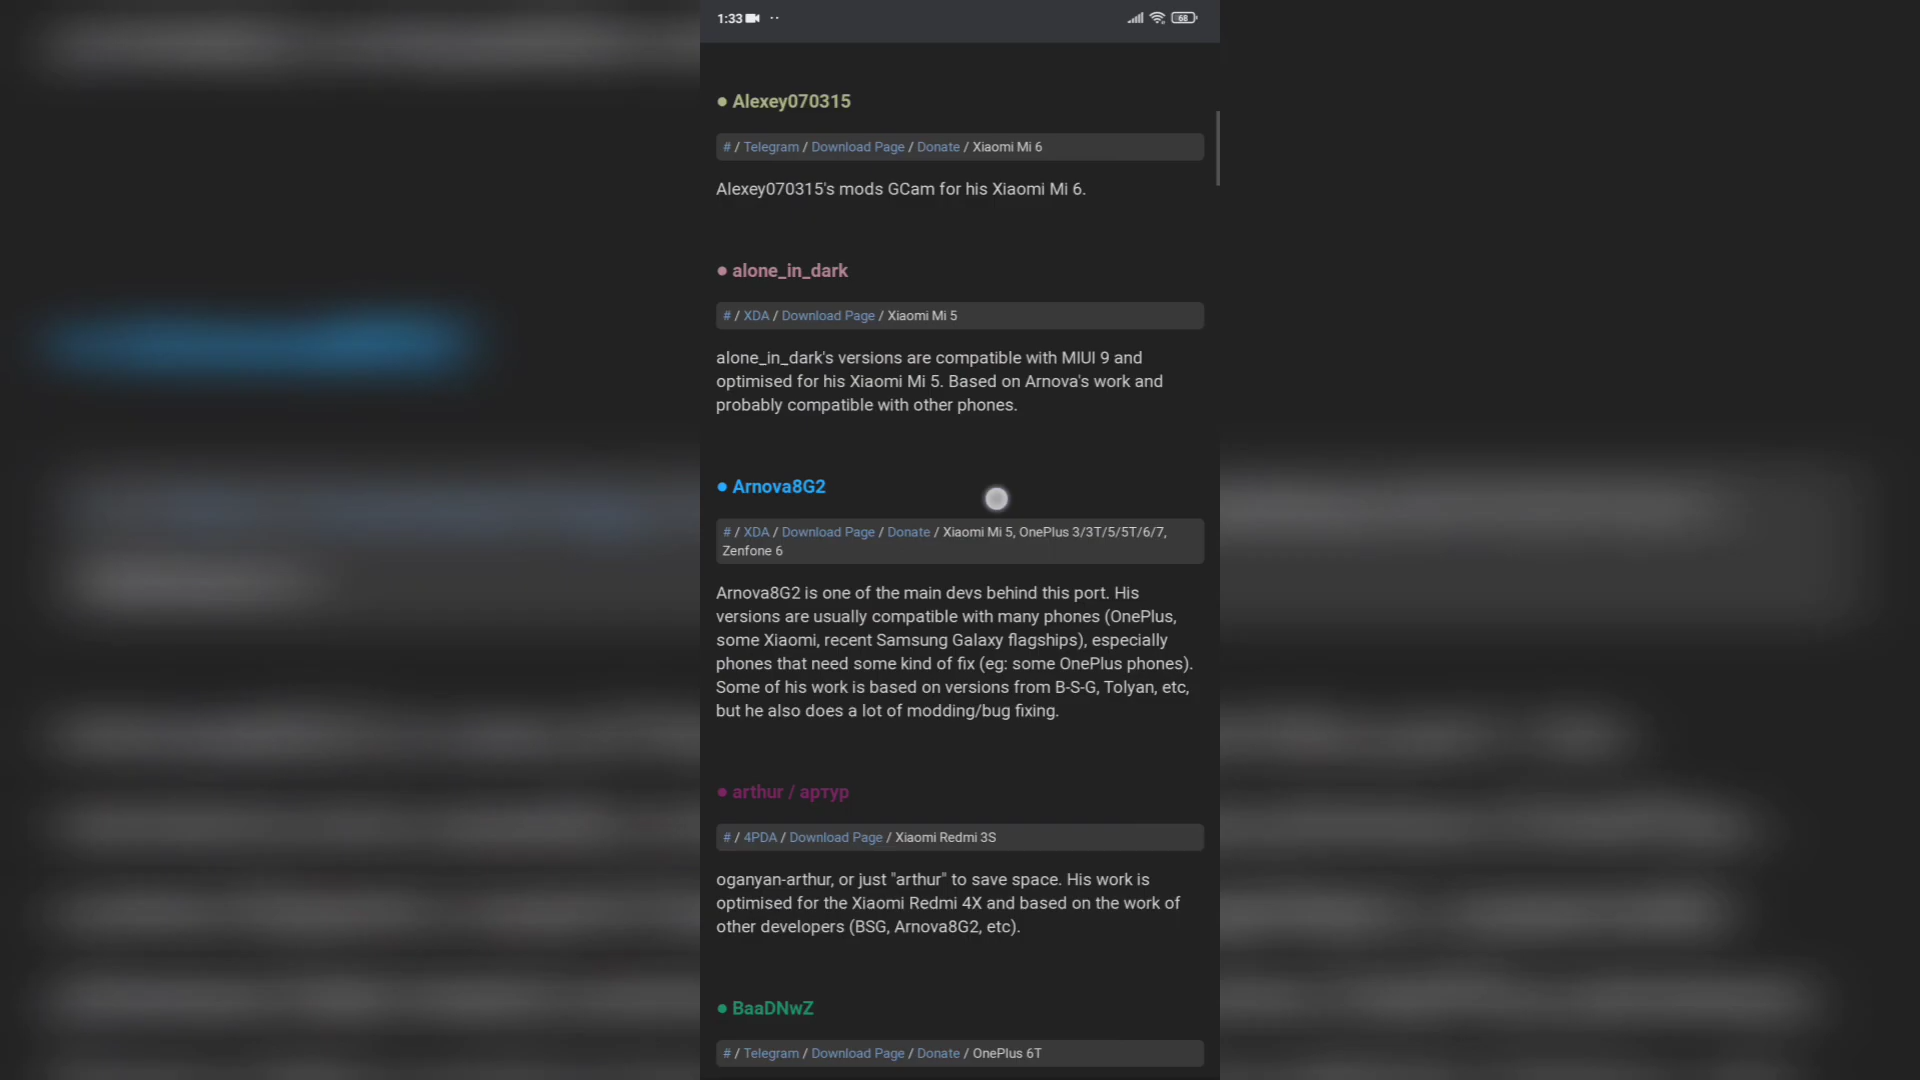 1:33
68
● Alexey070315
# / Telegram / Download Page / Donate / Xiaomi Mi 6
Alexey070315's mods GCam for his Xiaomi Mi 6.
● alone_in_dark
# / XDA / Download Page / Xiaomi Mi 5
alone_in_dark's versions are compatible with MIUI 9 and
optimised for his Xiaomi Mi 5. Based on Arnova's work and
probably compatible with other phones.
● Arnova8G2
# / XDA / Download Page / Donate / Xiaomi Mi 5, OnePlus 3/3T/5/5T/6/7,
Zenfone 6
Arnova8G2 is one of the main devs behind this port. His
versions are usually compatible with many phones (OnePlus,
some Xiaomi, recent Samsung Galaxy flagships), especially
phones that need some kind of fix (eg: some OnePlus phones).
Some of his work is based on versions from B-S-G, Tolyan, etc,
but he also does a lot of modding/bug fixing.
● arthur / артур
# / 4PDA / Download Page / Xiaomi Redmi 3S
oganyan-arthur, or just "arthur" to save space. His work is
optimised for the Xiaomi Redmi 4X and based on the work of
other developers (BSG, Arnova8G2, etc).
● BaaDNwZ
# / Telegram / Download Page / Donate / OnePlus 6T